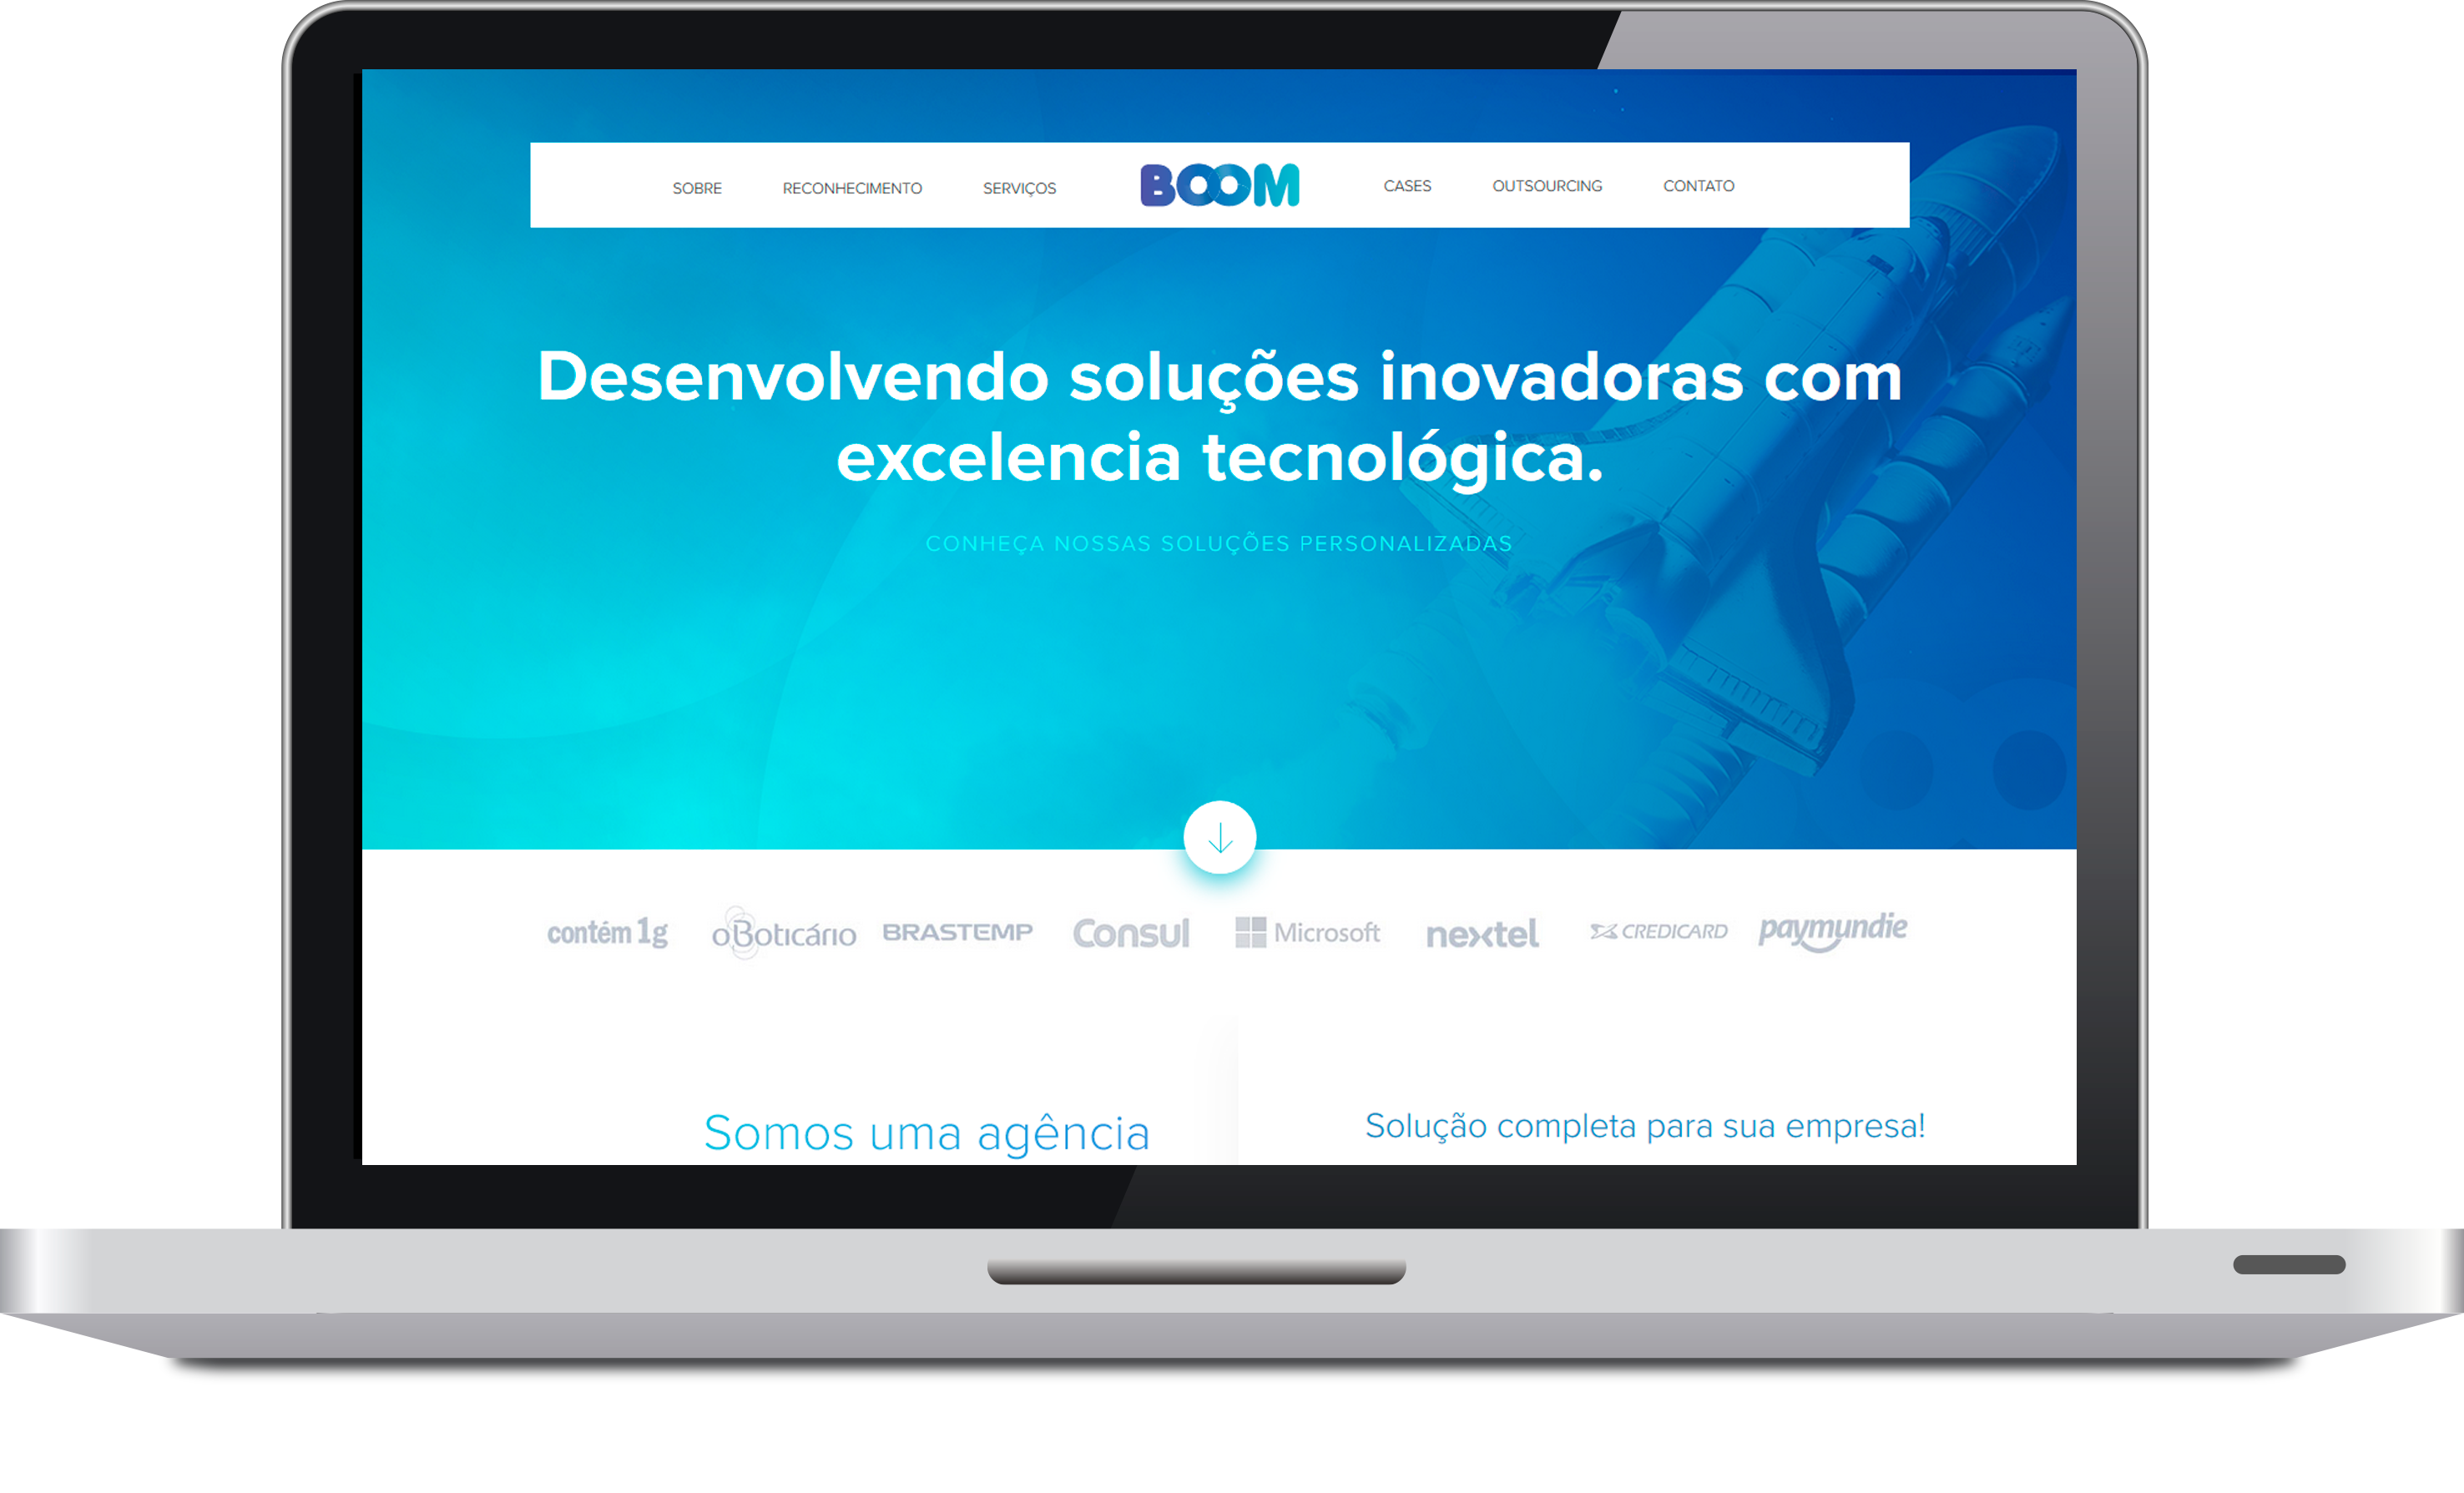 SOBRE RECONHECIMENTO SERVIÇOS BOOM CASES OUTSOURCING CONTATO
Desenvolvendo soluções inovadoras com
excelencia tecnológica.
CONHEÇA NOSSAS SOLUÇÕES PERSONALIZADAS
contém 1g oBoticário BRASTEMP Consul Microsoft nextel CREDICARD paymundie
Somos uma agência
Solução completa para sua empresa!